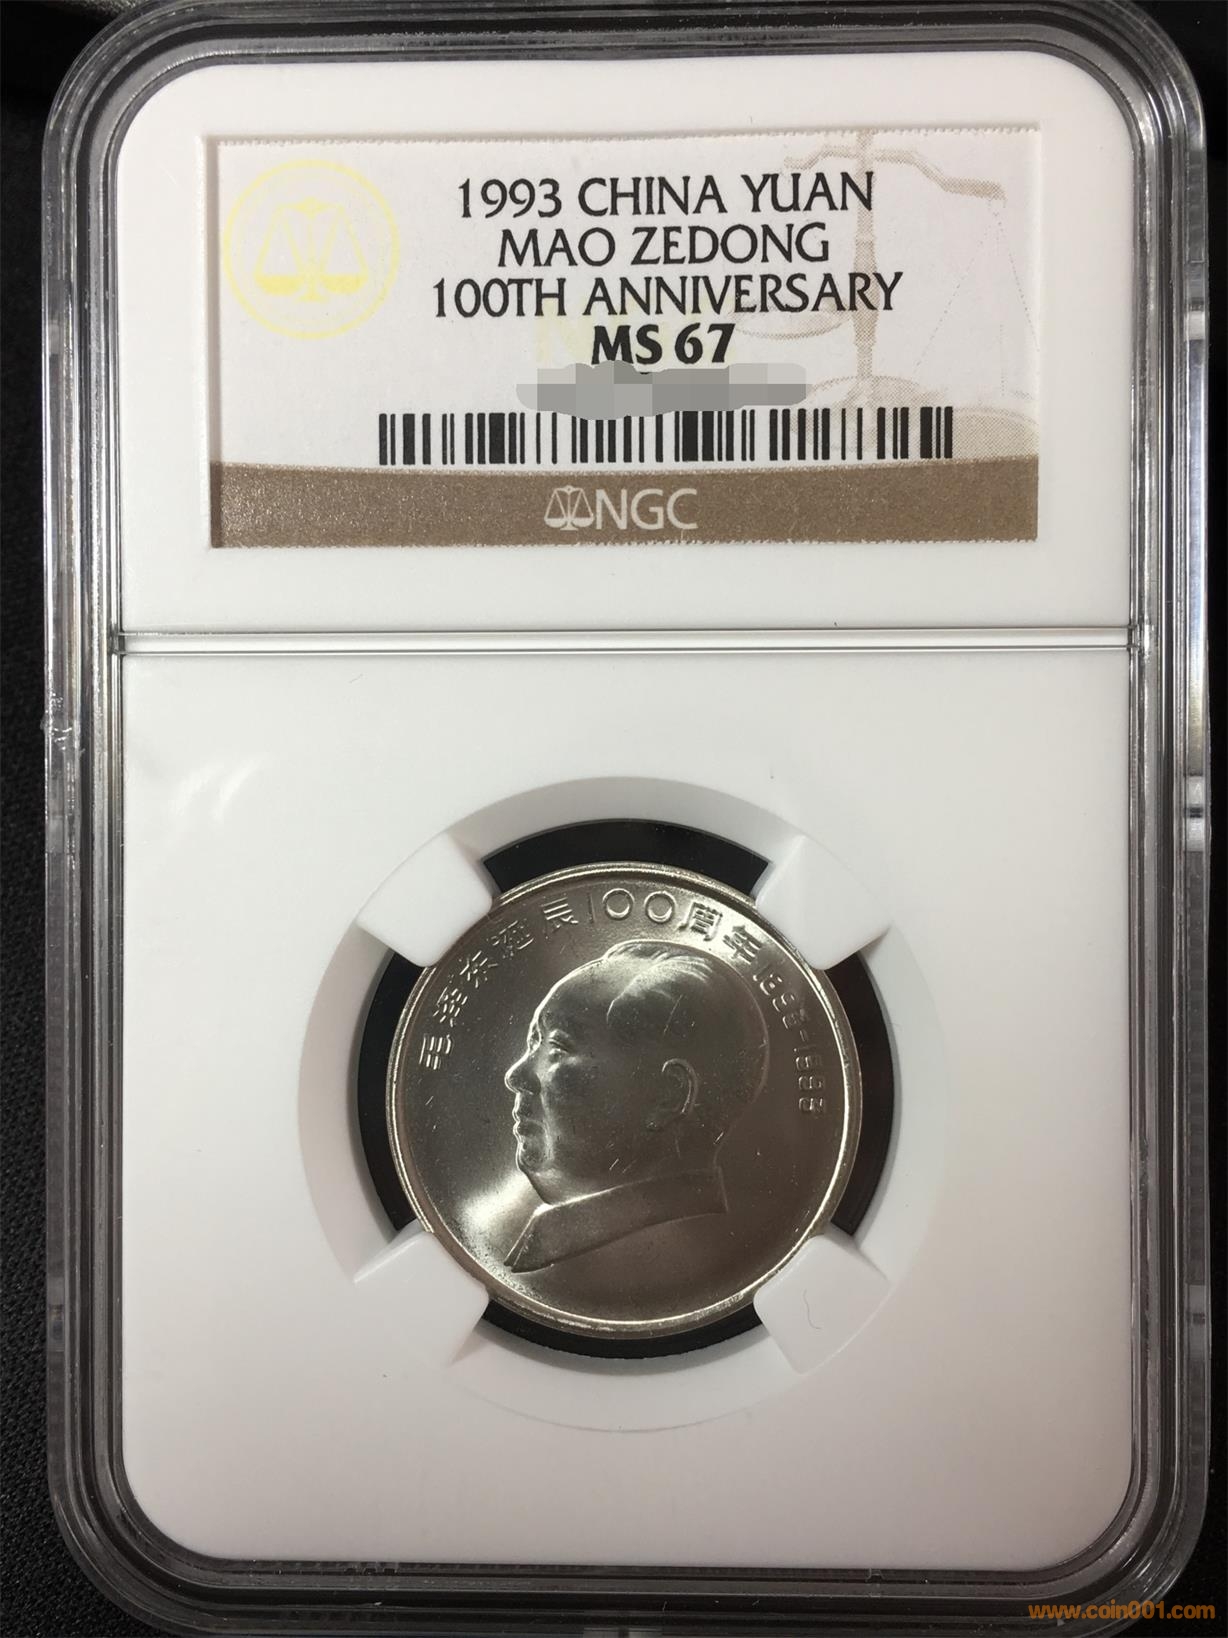 1993 CHINA YUAN
MAO ZEDONG
100TH ANNIVERSARY
MS 67
NGC
毛泽东诞辰100周年1893-1993
www.coin001.com